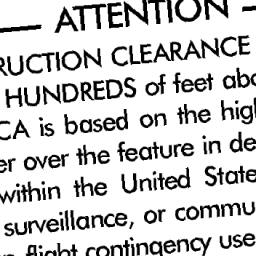 ATTENTION
RUCTION CLEARANCE
HUNDREDS of feet abo
CA is based on the high
er over the feature in de
within the United State
surveillance, or commu
flight contingency use